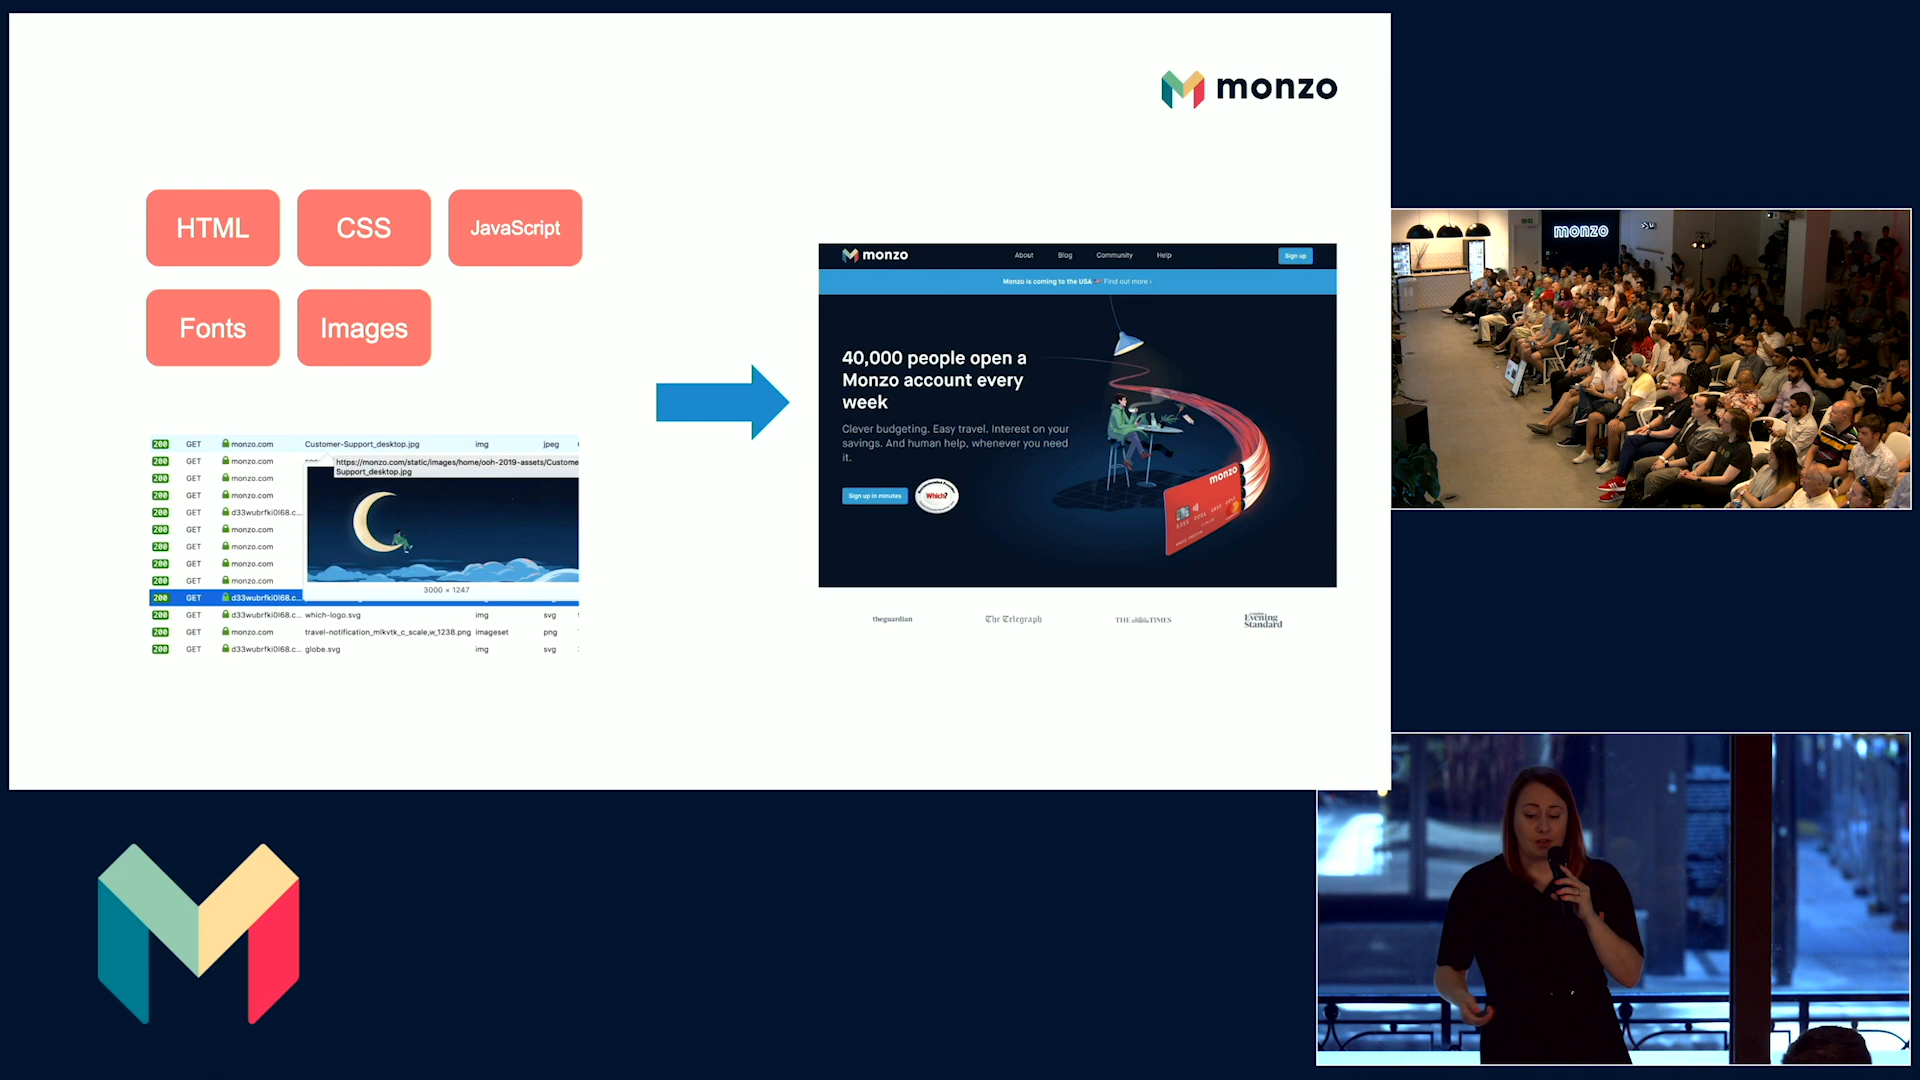 monzo
HTML
CSS
JavaScript
Fonts
Images
200 GET monzo.com Customer-Support_desktop.jpg img jpeg
200 GET monzo.com
https://monzo.com/static/images/home/ooh-2019-assets/Custome
Support_desktop.jpg
200 GET monzo.com
200 GET monzo.com
200 GET d33wubrfki0l68.c...
200 GET monzo.com
200 GET monzo.com
200 GET monzo.com
200 GET monzo.com
3000 × 1247
200 GET d33wubrfki0l68.c...
200 GET d33wubrfki0l68.c... which-logo.svg img svg
200 GET monzo.com travel-notification_mlkvtk_c_scale,w_1238.png imageset png
200 GET d33wubrfki0l68.c... globe.svg img svg
monzo
About
Blog
Community
Help
Sign up
Monzo is coming to the USA Find out more ›
40,000 people open a
Monzo account every
week
Clever budgeting. Easy travel. Interest on your
savings. And human help, whenever you need
it.
Sign up in minutes
Which?
monzo
theguardian
The Telegraph
THE TIMES
Evening
Standard
monzo